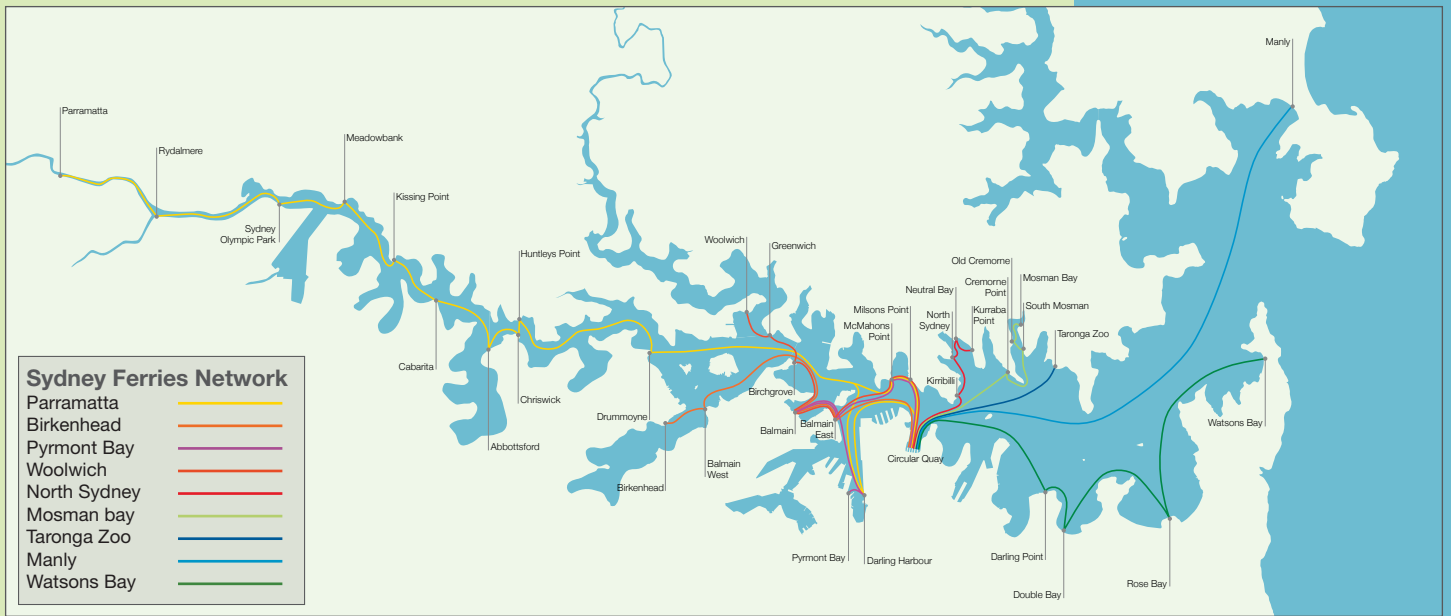 Manly
Parramatta
Meadowbank
Rydalmere
Kissing Point
Sydney
Olympic Park
Woolwich
Greenwich
Huntleys Point
Old Cremorne
Mosman Bay
Cremorne
Point
Neutral Bay
South Mosman
Milsons Point
North
Sydney
Kurraba
Point
McMahons
Point
Taronga Zoo
Cabarita
Kirribilli
Chriswick
Birchgrove
Drummoyne
Balmain
Balmain
East
Watsons Bay
Abbottsford
Circular Quay
Balmain
West
Birkenhead
Pyrmont Bay
Darling Harbour
Darling Point
Rose Bay
Double Bay
Sydney Ferries Network
Parramatta
Birkenhead
Pyrmont Bay
Woolwich
North Sydney
Mosman bay
Taronga Zoo
Manly
Watsons Bay